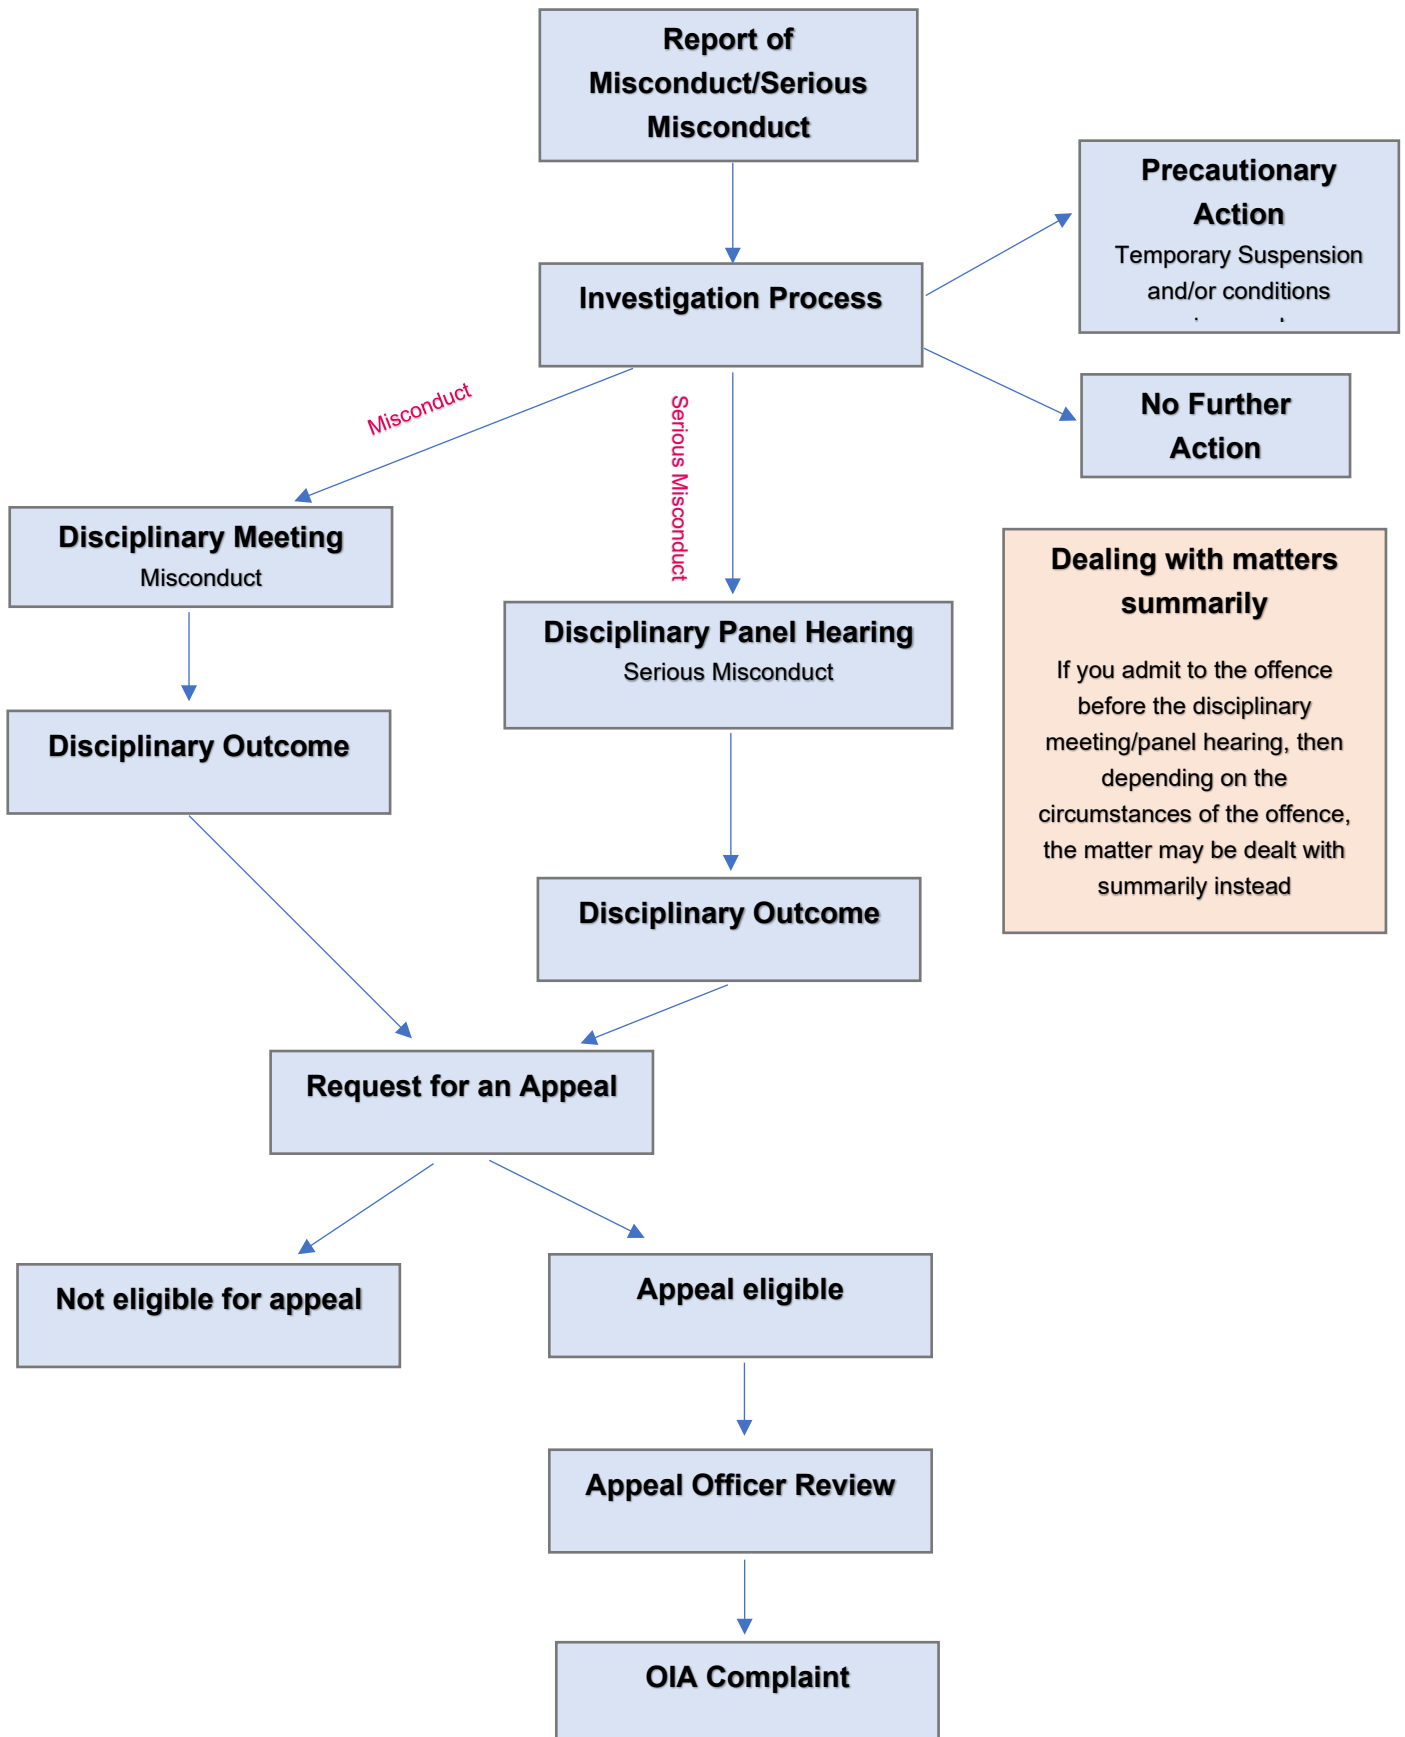 Report of
Misconduct/Serious
Misconduct
Precautionary
Action
Temporary Suspension
and/or conditions
Investigation Process
No Further
Action
Misconduct
Serious Misconduct
Disciplinary Meeting
Misconduct
Disciplinary Panel Hearing
Serious Misconduct
Dealing with matters
summarily
If you admit to the offence
before the disciplinary
meeting/panel hearing, then
depending on the
circumstances of the offence,
the matter may be dealt with
summarily instead
Disciplinary Outcome
Disciplinary Outcome
Request for an Appeal
Not eligible for appeal
Appeal eligible
Appeal Officer Review
OIA Complaint